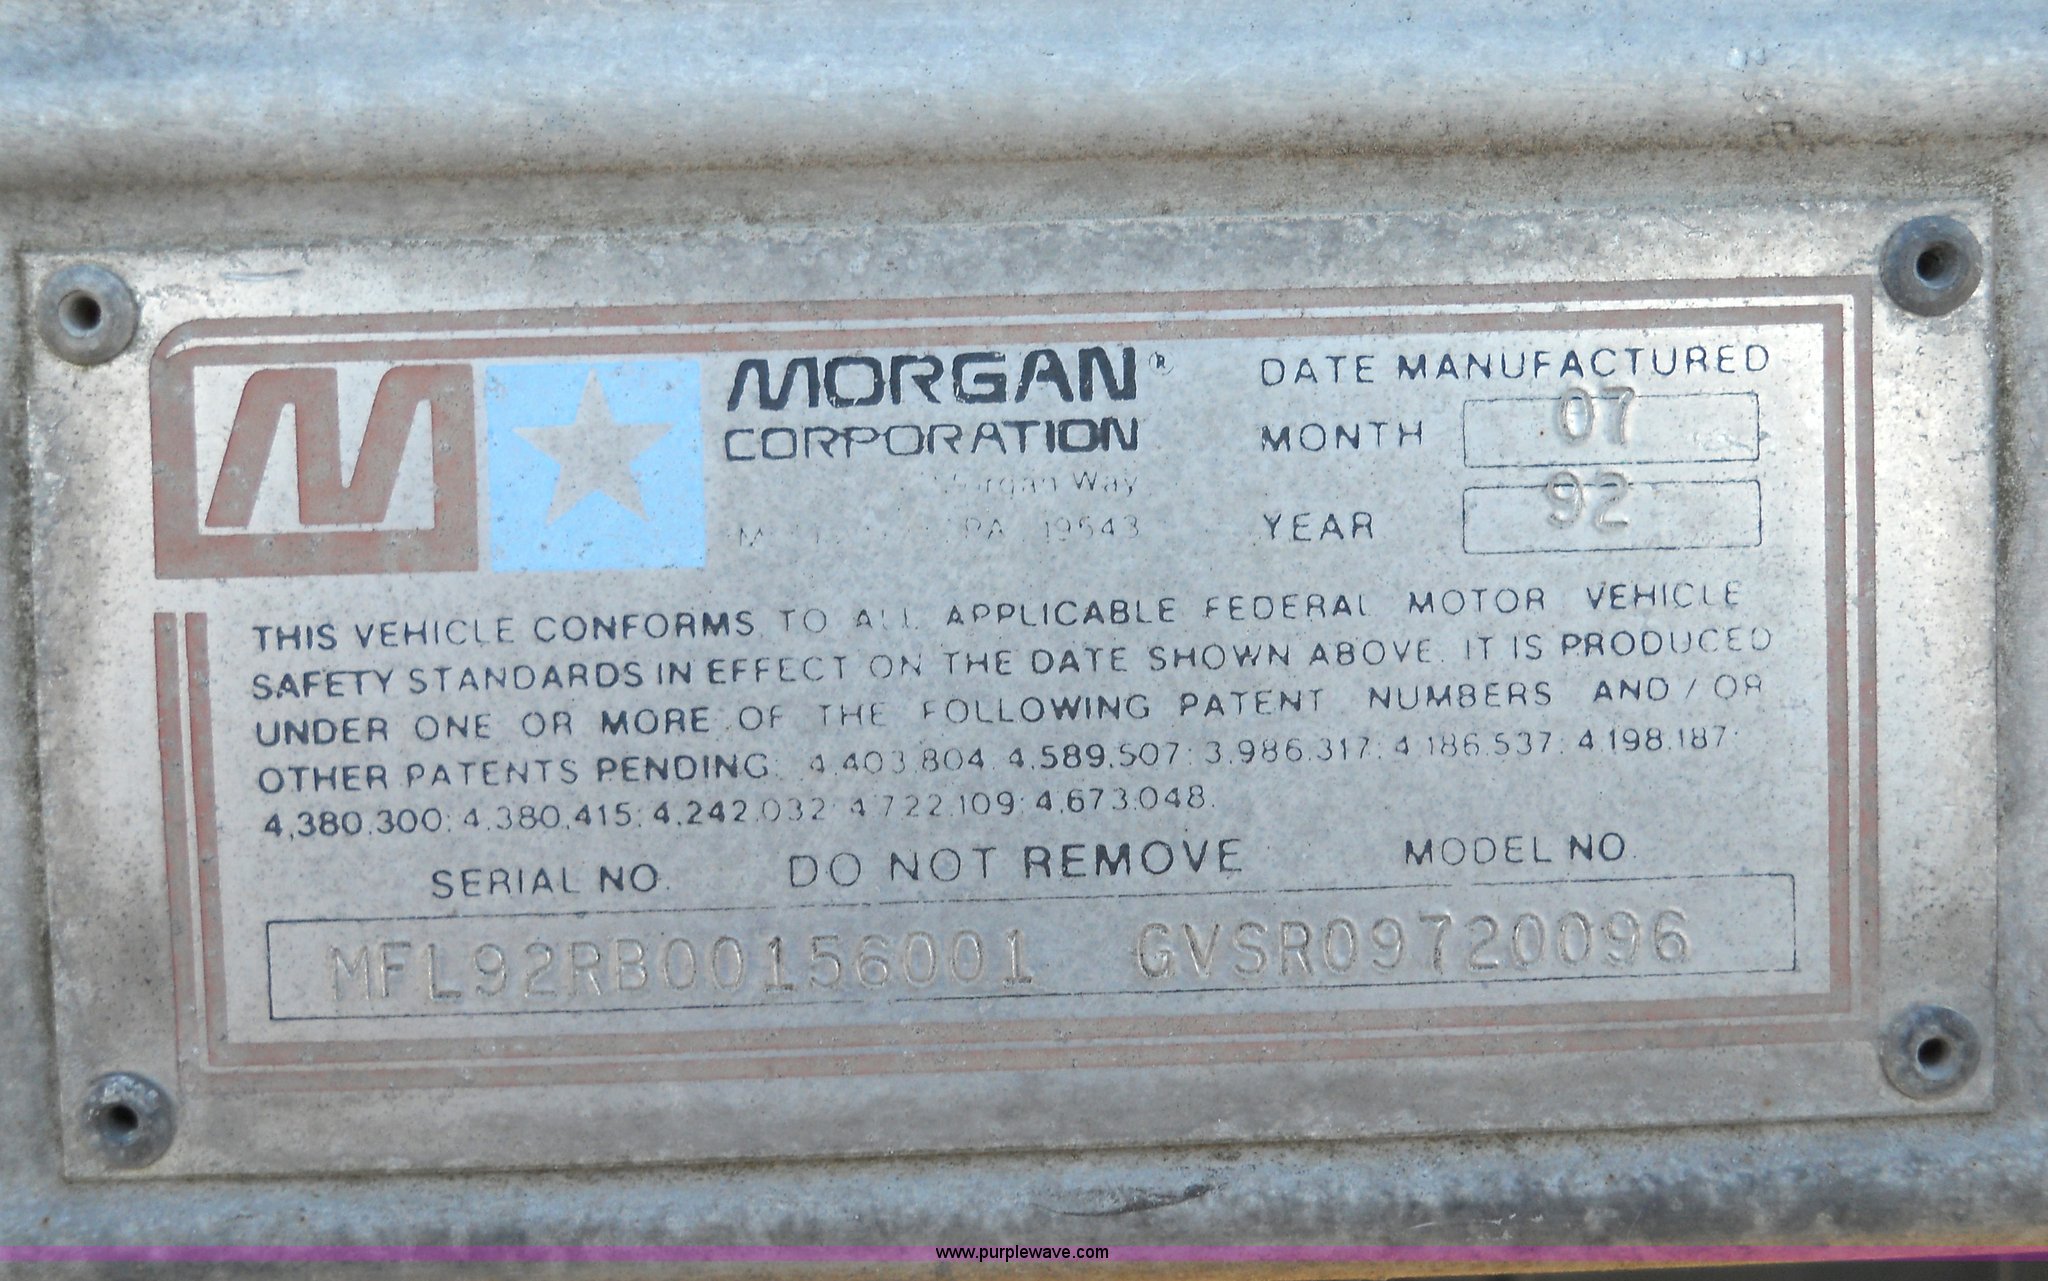 MORGAN®
CORPORATION
Morgan Way
PA 19543
DATE MANUFACTURED
MONTH 07
YEAR 92
THIS VEHICLE CONFORMS TO ALL APPLICABLE FEDERAL MOTOR VEHICLE
SAFETY STANDARDS IN EFFECT ON THE DATE SHOWN ABOVE. IT IS PRODUCED
UNDER ONE OR MORE OF THE FOLLOWING PATENT NUMBERS AND/OR
OTHER PATENTS PENDING: 4,403,804; 4,589,507; 3,986,317; 4,186,537; 4,198,187;
4,380,300; 4,380,415; 4,242,032; 4,722,109; 4,673,048.
SERIAL NO. DO NOT REMOVE MODEL NO.
MFL92RB00156001 GVSR09720096
www.purplewave.com